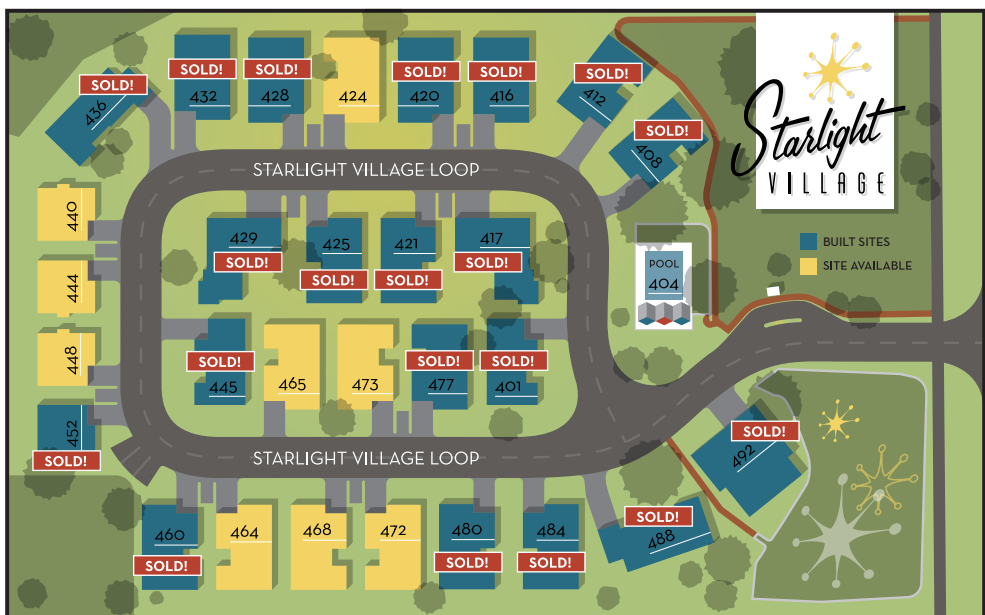 SOLD!
436
SOLD!
432
SOLD!
428
424
SOLD!
420
SOLD!
416
SOLD!
412
SOLD!
408
Starlight
VILLAGE
STARLIGHT VILLAGE LOOP
440
444
448
452
SOLD!
429
SOLD!
425
SOLD!
421
SOLD!
417
SOLD!
POOL
404
BUILT SITES
SITE AVAILABLE
SOLD!
445
465
473
SOLD!
477
SOLD!
401
STARLIGHT VILLAGE LOOP
SOLD!
492
460
SOLD!
464
468
472
480
SOLD!
484
SOLD!
SOLD!
488